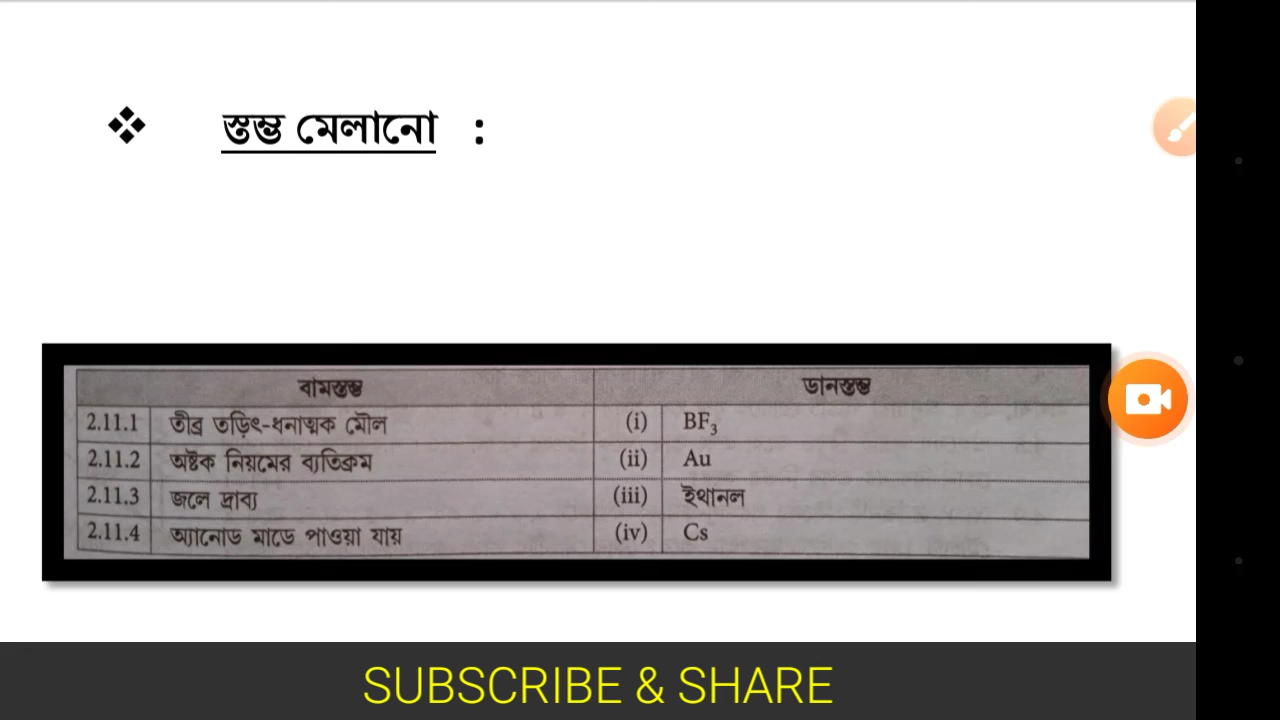 ❖ স্তম্ভ মেলানো :
বামস্তম্ভ ডানস্তম্ভ
2.11.1 তীব্র তড়িৎ-ধনাত্মক মৌল (i) BF₃
2.11.2 অষ্টক নিয়মের ব্যতিক্রম (ii) Au
2.11.3 জলে দ্রাব্য (iii) ইথানল
2.11.4 অ্যানোড মাডে পাওয়া যায় (iv) Cs
SUBSCRIBE & SHARE